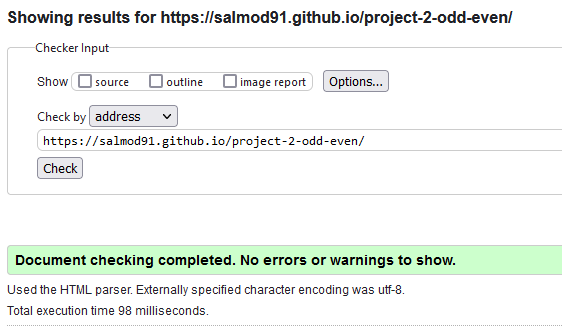 Showing results for https://salmod91.github.io/project-2-odd-even/
Checker Input
Show source outline image report Options...
Check by address
https://salmod91.github.io/project-2-odd-even/
Check
Document checking completed. No errors or warnings to show.
Used the HTML parser. Externally specified character encoding was utf-8.
Total execution time 98 milliseconds.